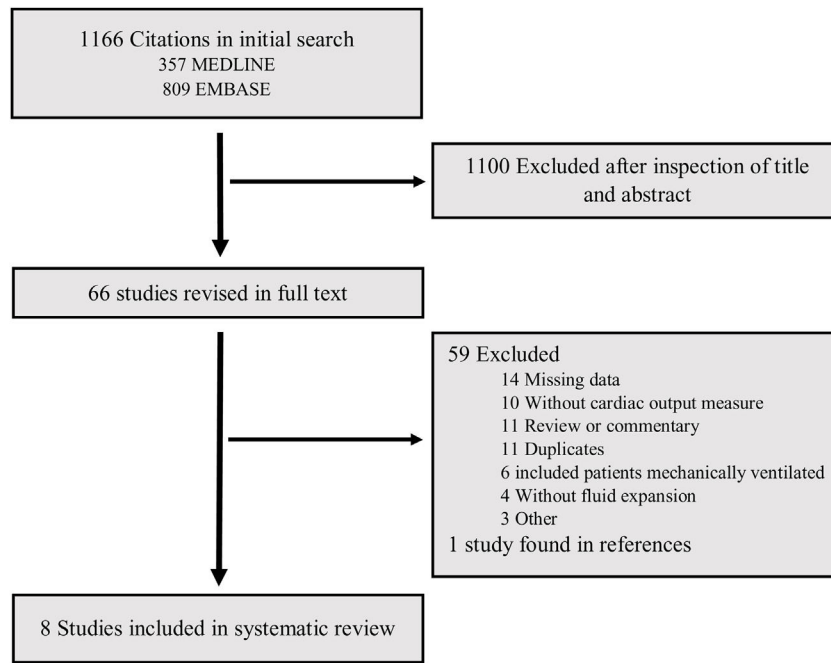 1166 Citations in initial search
357 MEDLINE
809 EMBASE
1100 Excluded after inspection of title
and abstract
66 studies revised in full text
59 Excluded
14 Missing data
10 Without cardiac output measure
11 Review or commentary
11 Duplicates
6 included patients mechanically ventilated
4 Without fluid expansion
3 Other
1 study found in references
8 Studies included in systematic review